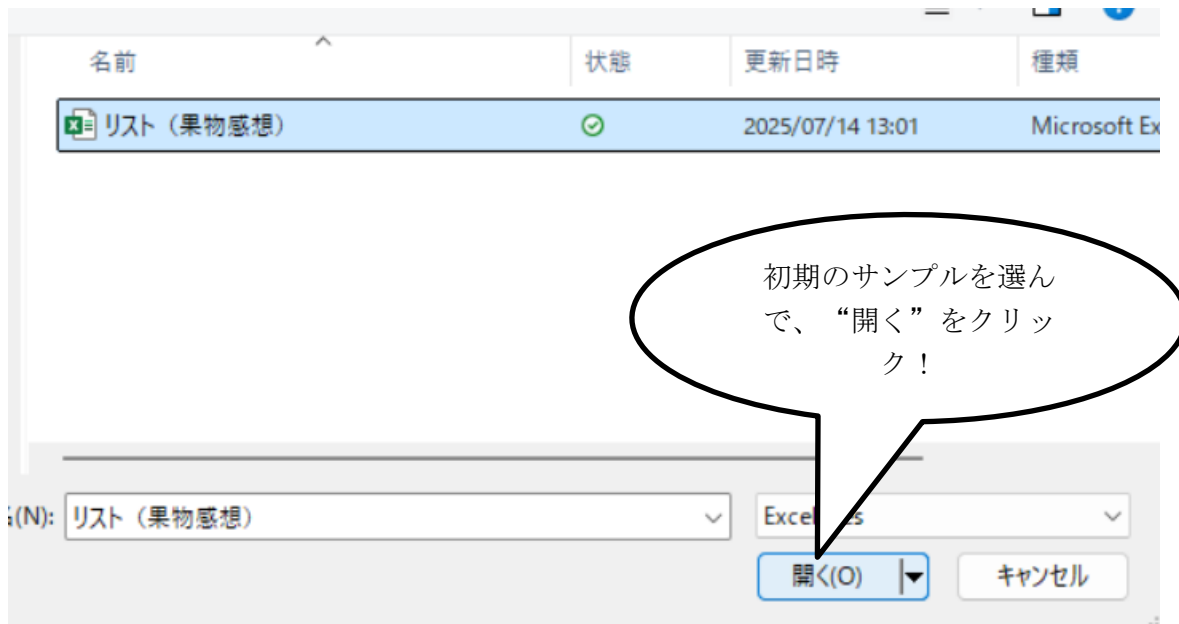 名前 状態 更新日時 種類
リスト（果物感想） 2025/07/14 13:01 Microsoft Ex
初期のサンプルを選ん
で、“開く”をクリッ
ク！
(N): リスト（果物感想） Excel
開く(O) キャンセル